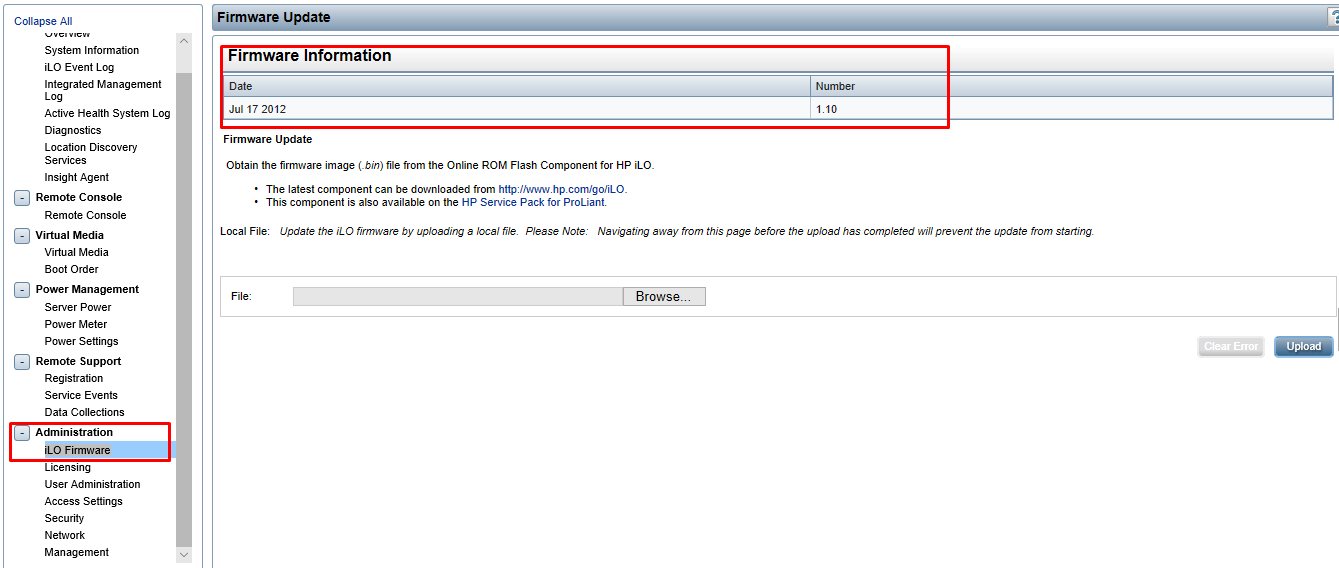 Collapse All
Overview
System Information
iLO Event Log
Integrated Management
Log
Active Health System Log
Diagnostics
Location Discovery
Services
Insight Agent
- Remote Console
Remote Console
- Virtual Media
Virtual Media
Boot Order
- Power Management
Server Power
Power Meter
Power Settings
- Remote Support
Registration
Service Events
Data Collections
- Administration
iLO Firmware
Licensing
User Administration
Access Settings
Security
Network
Management
Firmware Update ?
Firmware Information
Date Number
Jul 17 2012 1.10
Firmware Update
Obtain the firmware image (.bin) file from the Online ROM Flash Component for HP iLO.
• The latest component can be downloaded from http://www.hp.com/go/iLO.
• This component is also available on the HP Service Pack for ProLiant.
Local File: Update the iLO firmware by uploading a local file. Please Note: Navigating away from this page before the upload has completed will prevent the update from starting.
File: Browse...
Clear Error Upload